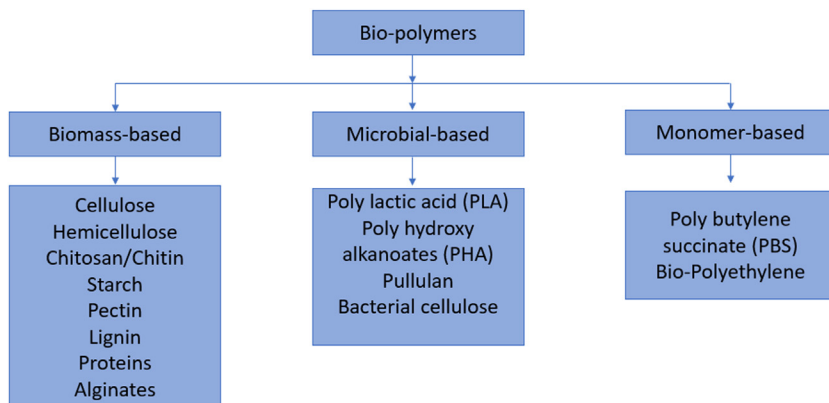 Bio-polymers
Biomass-based
Microbial-based
Monomer-based
Cellulose
Hemicellulose
Chitosan/Chitin
Starch
Pectin
Lignin
Proteins
Alginates
Poly lactic acid (PLA)
Poly hydroxy
alkanoates (PHA)
Pullulan
Bacterial cellulose
Poly butylene
succinate (PBS)
Bio-Polyethylene